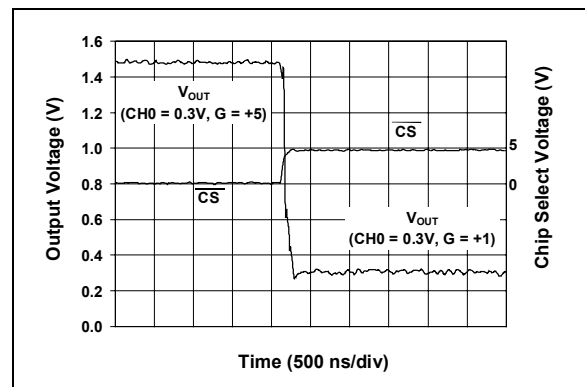 1.6
1.4
1.2
1.0
0.8
0.6
0.4
0.2
0.0
Output Voltage (V)
VOUT
(CH0 = 0.3V, G = +5)
CS
CS
VOUT
(CH0 = 0.3V, G = +1)
5
0
Chip Select Voltage (V)
Time (500 ns/div)